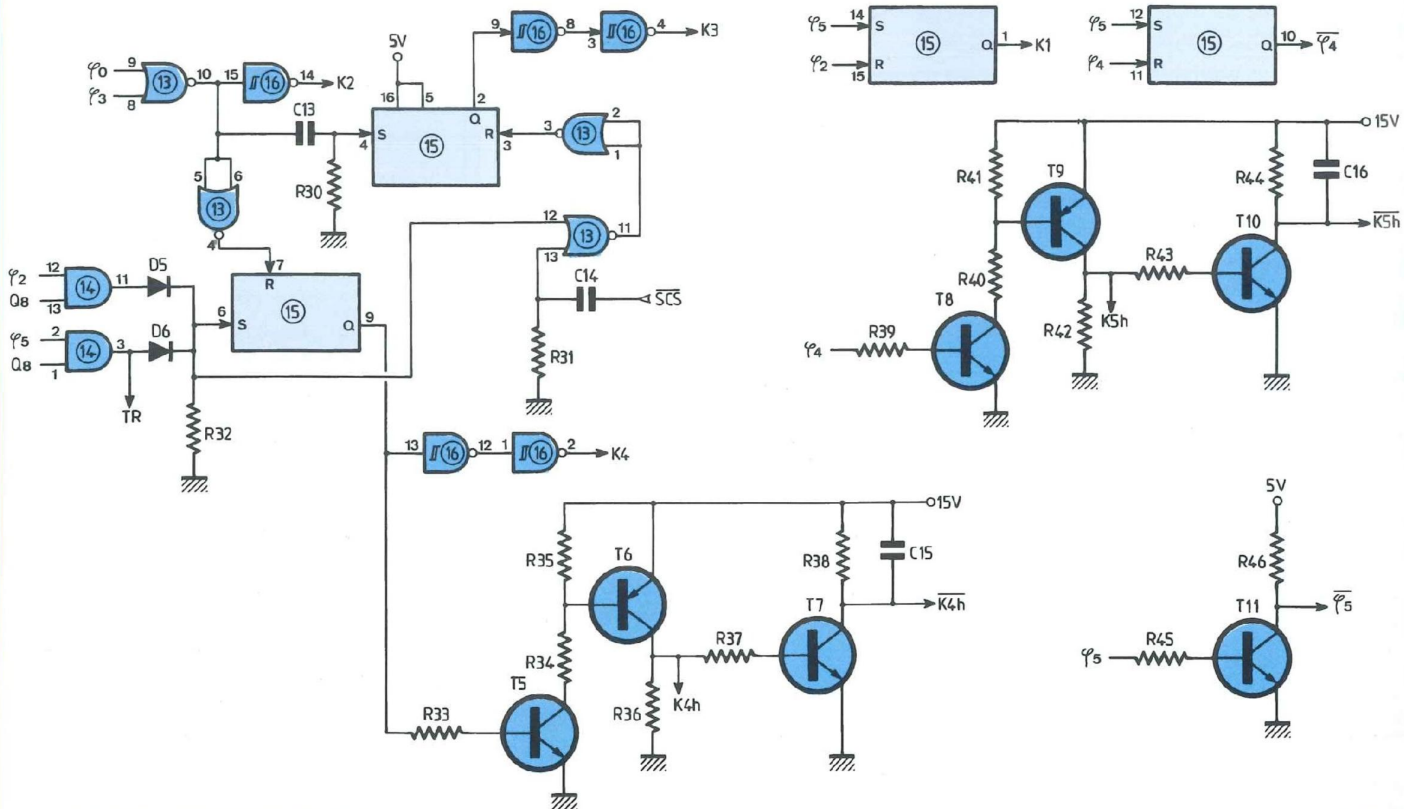 φ0
9
φ3
8
13
10
15
16
14
K2
5
6
13
4
C13
R30
5V
16
5
4
S
15
Q
2
R
3
9
16
8
3
16
4
K3
3
13
2
1
12
13
13
11
C14
SCS
R31
φ2
12
Q8
13
14
11
D5
φ5
2
Q8
1
14
3
D6
TR
R32
7
R
6
S
15
Q
9
13
16
12
1
16
2
K4
R33
T5
R35
R34
T6
R36
K4h
R37
R38
T7
C15
15V
K4h
φ5
14
S
φ2
15
R
15
Q
1
K1
φ5
12
S
φ4
11
R
15
Q
10
φ4
15V
R41
R40
T9
φ4
R39
T8
R42
K5h
R43
R44
T10
C16
K5h
5V
R46
T11
φ5
R45
φ5